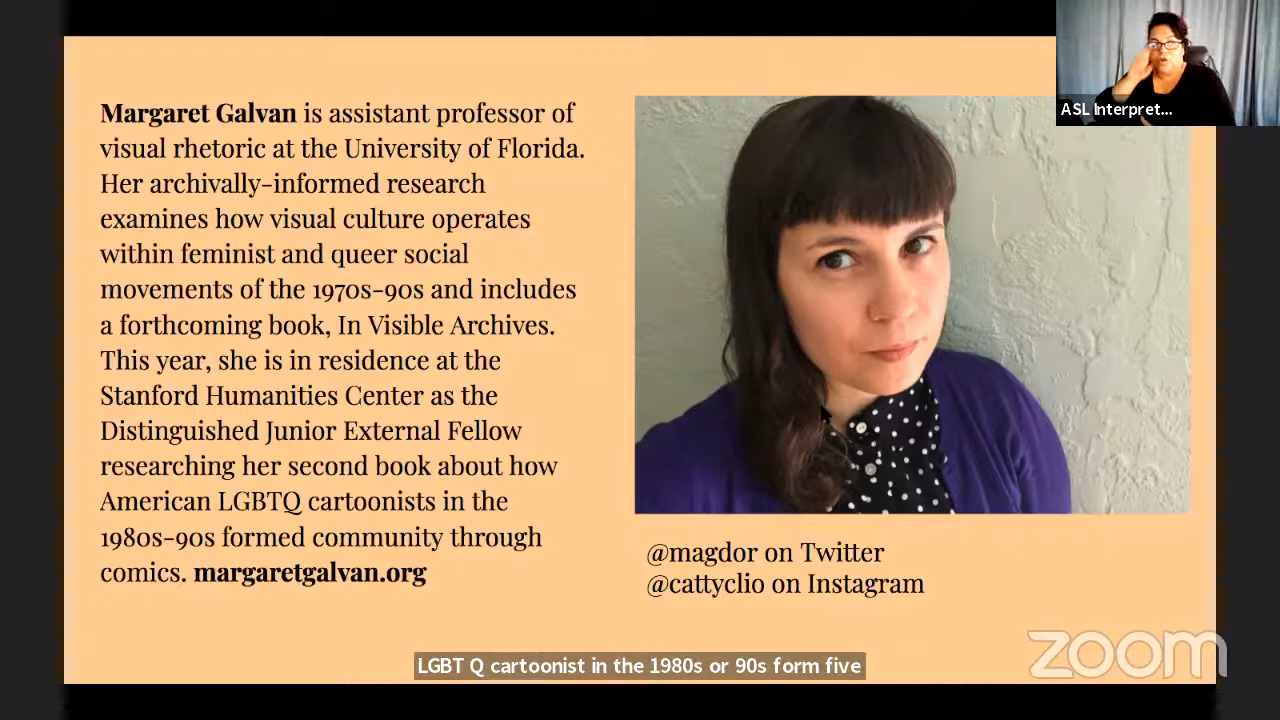 ASL Interpret...
Margaret Galvan is assistant professor of
visual rhetoric at the University of Florida.
Her archivally-informed research
examines how visual culture operates
within feminist and queer social
movements of the 1970s-90s and includes
a forthcoming book, In Visible Archives.
This year, she is in residence at the
Stanford Humanities Center as the
Distinguished Junior External Fellow
researching her second book about how
American LGBTQ cartoonists in the
1980s-90s formed community through
comics. margaretgalvan.org
@magdor on Twitter
@cattyclio on Instagram
LGBT Q cartoonist in the 1980s or 90s form five
zoom